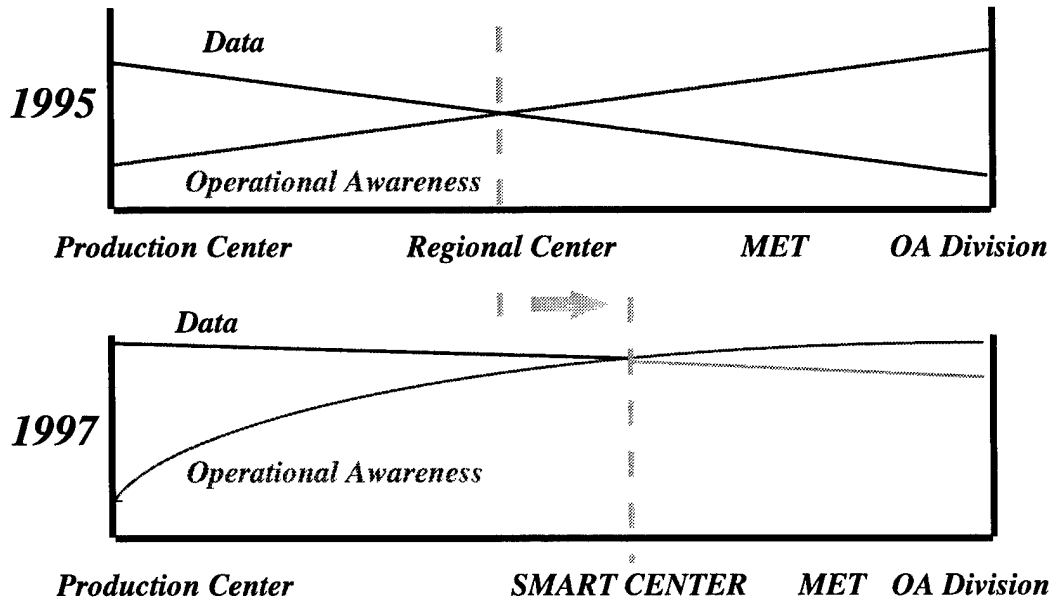 Data
1995
Operational Awareness
Production Center Regional Center MET OA Division
Data
1997
Operational Awareness
Production Center SMART CENTER MET OA Division